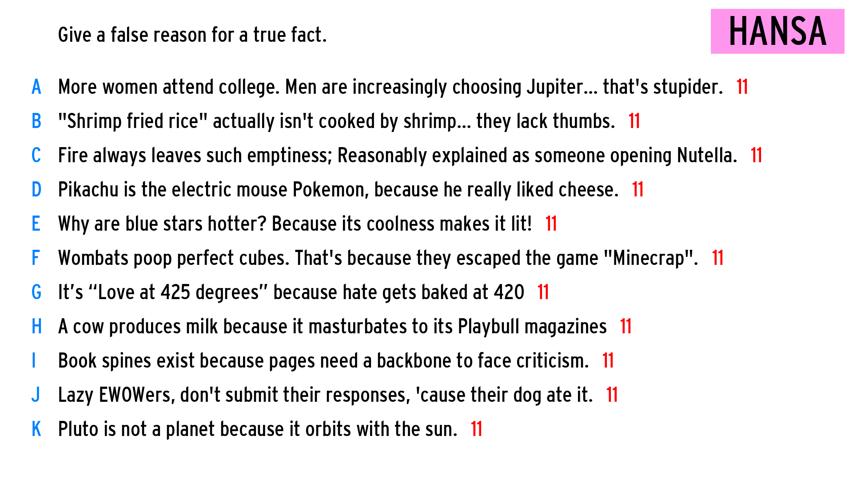 Give a false reason for a true fact.
HANSA
A More women attend college. Men are increasingly choosing Jupiter... that's stupider. 11
B "Shrimp fried rice" actually isn't cooked by shrimp... they lack thumbs. 11
C Fire always leaves such emptiness; Reasonably explained as someone opening Nutella. 11
D Pikachu is the electric mouse Pokemon, because he really liked cheese. 11
E Why are blue stars hotter? Because its coolness makes it lit! 11
F Wombats poop perfect cubes. That's because they escaped the game "Minecrap". 11
G It’s “Love at 425 degrees” because hate gets baked at 420 11
H A cow produces milk because it masturbates to its Playbull magazines 11
I Book spines exist because pages need a backbone to face criticism. 11
J Lazy EWOWers, don't submit their responses, 'cause their dog ate it. 11
K Pluto is not a planet because it orbits with the sun. 11